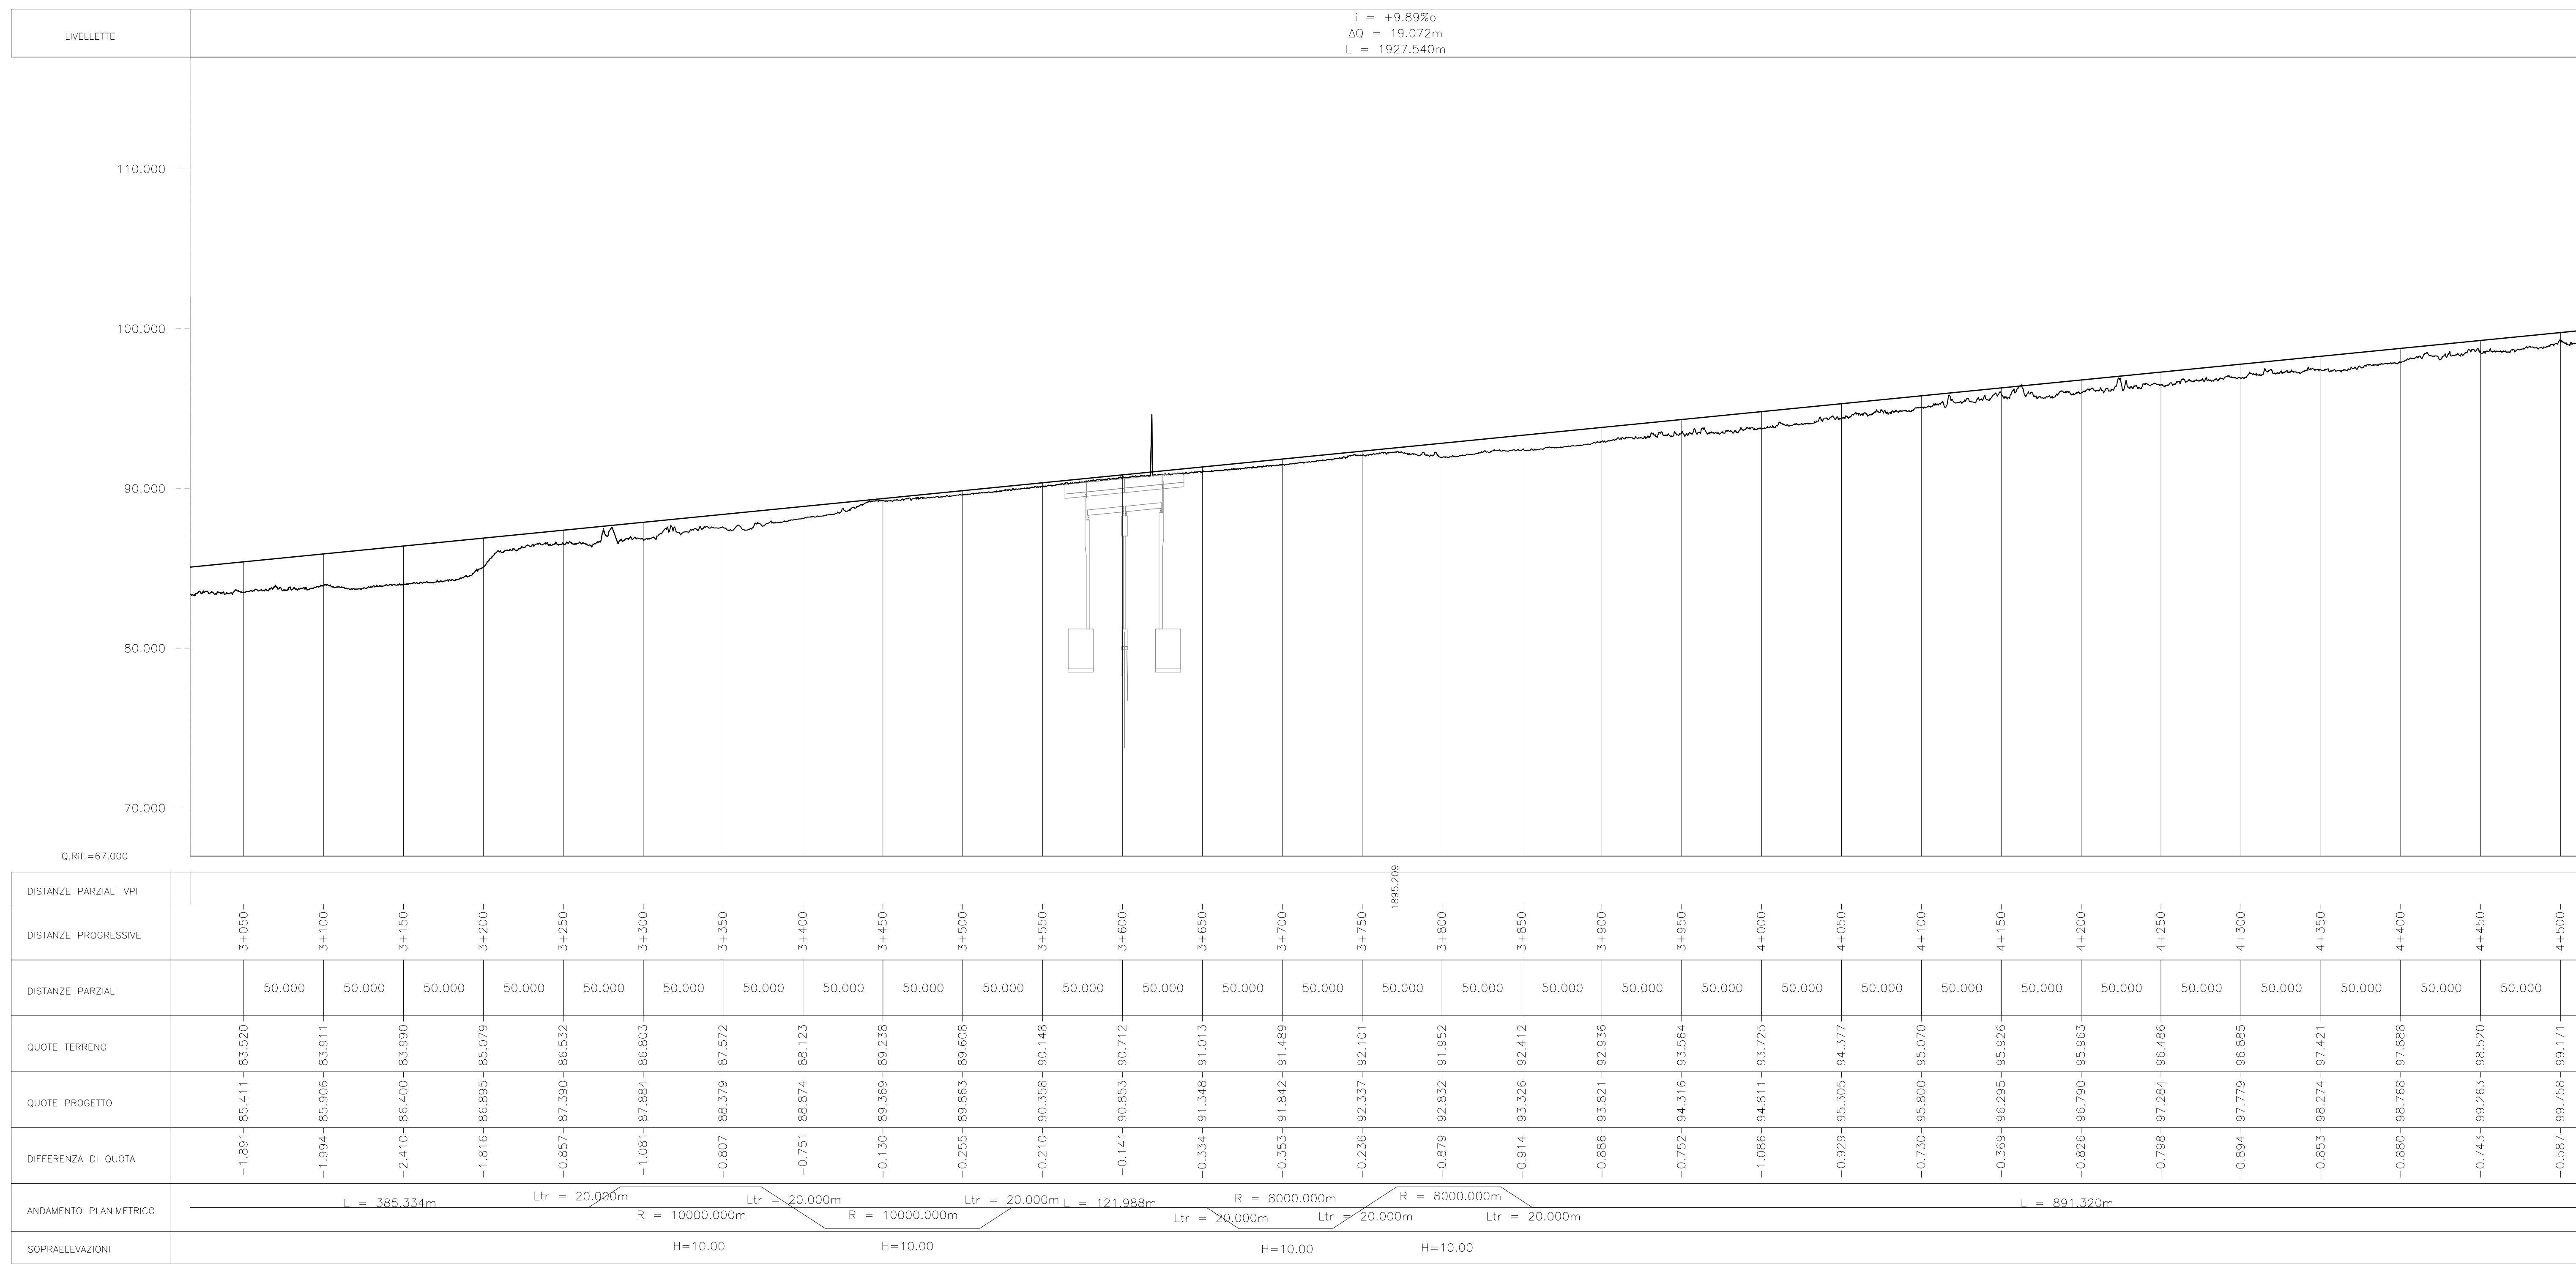 LIVELLETTE
i = +9.89%o
ΔQ = 19.072m
L = 1927.540m
110.000
100.000
90.000
80.000
70.000
Q.Rif.=67.000
DISTANZE PARZIALI VPI
1895.209
DISTANZE PROGRESSIVE
3+050 3+100 3+150 3+200 3+250 3+300 3+350 3+400 3+450 3+500 3+550 3+600 3+650 3+700 3+750 3+800 3+850 3+900 3+950 4+000 4+050 4+100 4+150 4+200 4+250 4+300 4+350 4+400 4+450 4+500
DISTANZE PARZIALI
50.000 50.000 50.000 50.000 50.000 50.000 50.000 50.000 50.000 50.000 50.000 50.000 50.000 50.000 50.000 50.000 50.000 50.000 50.000 50.000 50.000 50.000 50.000 50.000 50.000 50.000 50.000 50.000 50.000
QUOTE TERRENO
83.520 83.911 83.990 85.079 86.532 86.803 87.572 88.123 89.238 89.608 90.148 90.712 91.013 91.489 92.101 91.952 92.412 92.936 93.564 93.725 94.377 95.070 95.926 95.963 96.486 96.885 97.421 97.888 98.520 99.171
QUOTE PROGETTO
85.411 85.906 86.400 86.895 87.390 87.884 88.379 88.874 89.369 89.863 90.358 90.853 91.348 91.842 92.337 92.832 93.326 93.821 94.316 94.811 95.305 95.800 96.295 96.790 97.284 97.779 98.274 98.768 99.263 99.758
DIFFERENZA DI QUOTA
-1.891 -1.994 -2.410 -1.816 -0.857 -1.081 -0.807 -0.751 -0.130 -0.255 -0.210 -0.141 -0.334 -0.353 -0.236 -0.879 -0.914 -0.886 -0.752 -1.086 -0.929 -0.730 -0.369 -0.826 -0.798 -0.894 -0.853 -0.880 -0.743 -0.587
ANDAMENTO PLANIMETRICO
L = 385.334m
Ltr = 20.000m
R = 10000.000m
Ltr = 20.000m
R = 10000.000m
Ltr = 20.000m
L = 121.988m
Ltr = 20.000m
R = 8000.000m
Ltr = 20.000m
R = 8000.000m
Ltr = 20.000m
L = 891.320m
SOPRAELEVAZIONI
H=10.00 H=10.00 H=10.00 H=10.00